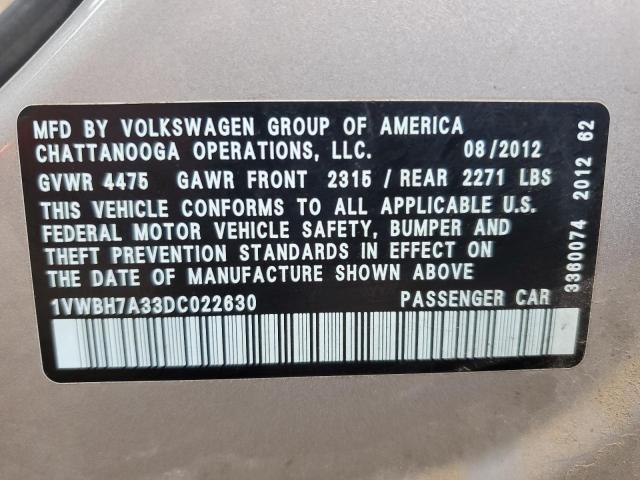 MFD BY VOLKSWAGEN GROUP OF AMERICA
CHATTANOOGA OPERATIONS, LLC. 08/2012
GVWR 4475 GAWR FRONT 2315 / REAR 2271 LBS
THIS VEHICLE CONFORMS TO ALL APPLICABLE U.S.
FEDERAL MOTOR VEHICLE SAFETY, BUMPER AND
THEFT PREVENTION STANDARDS IN EFFECT ON
THE DATE OF MANUFACTURE SHOWN ABOVE
1VWBH7A33DC022630 PASSENGER CAR
3360074 2012 62